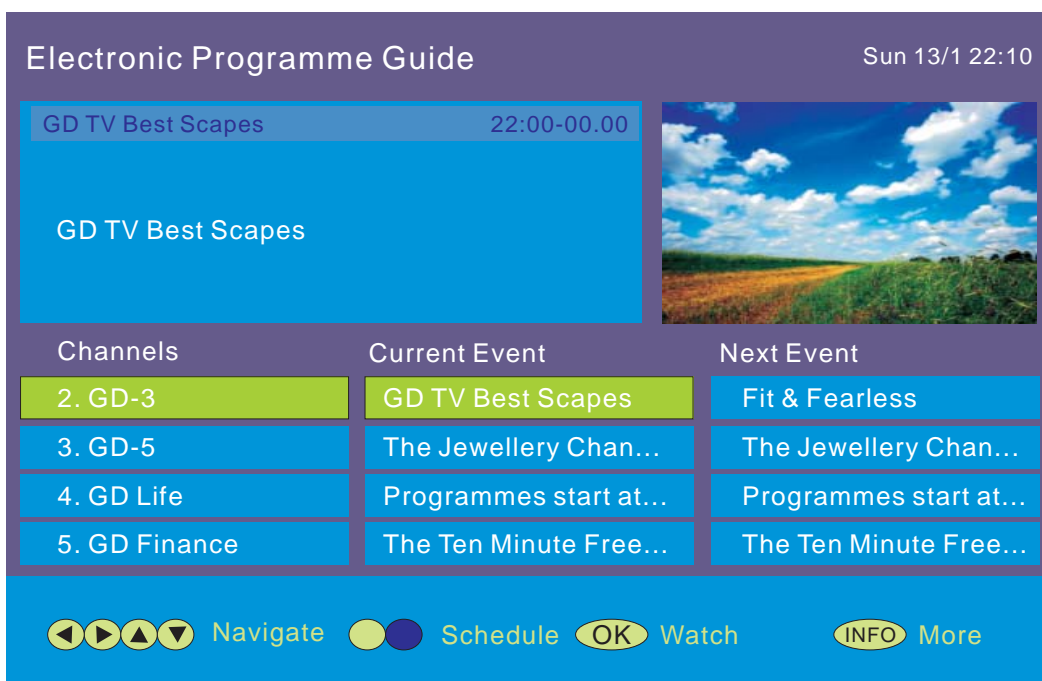 Electronic Programme Guide Sun 13/1 22:10
GD TV Best Scapes 22:00-00.00
GD TV Best Scapes
Channels Current Event Next Event
2. GD-3 GD TV Best Scapes Fit & Fearless
3. GD-5 The Jewellery Chan... The Jewellery Chan...
4. GD Life Programmes start at... Programmes start at...
5. GD Finance The Ten Minute Free... The Ten Minute Free...
Navigate Schedule OK Watch INFO More